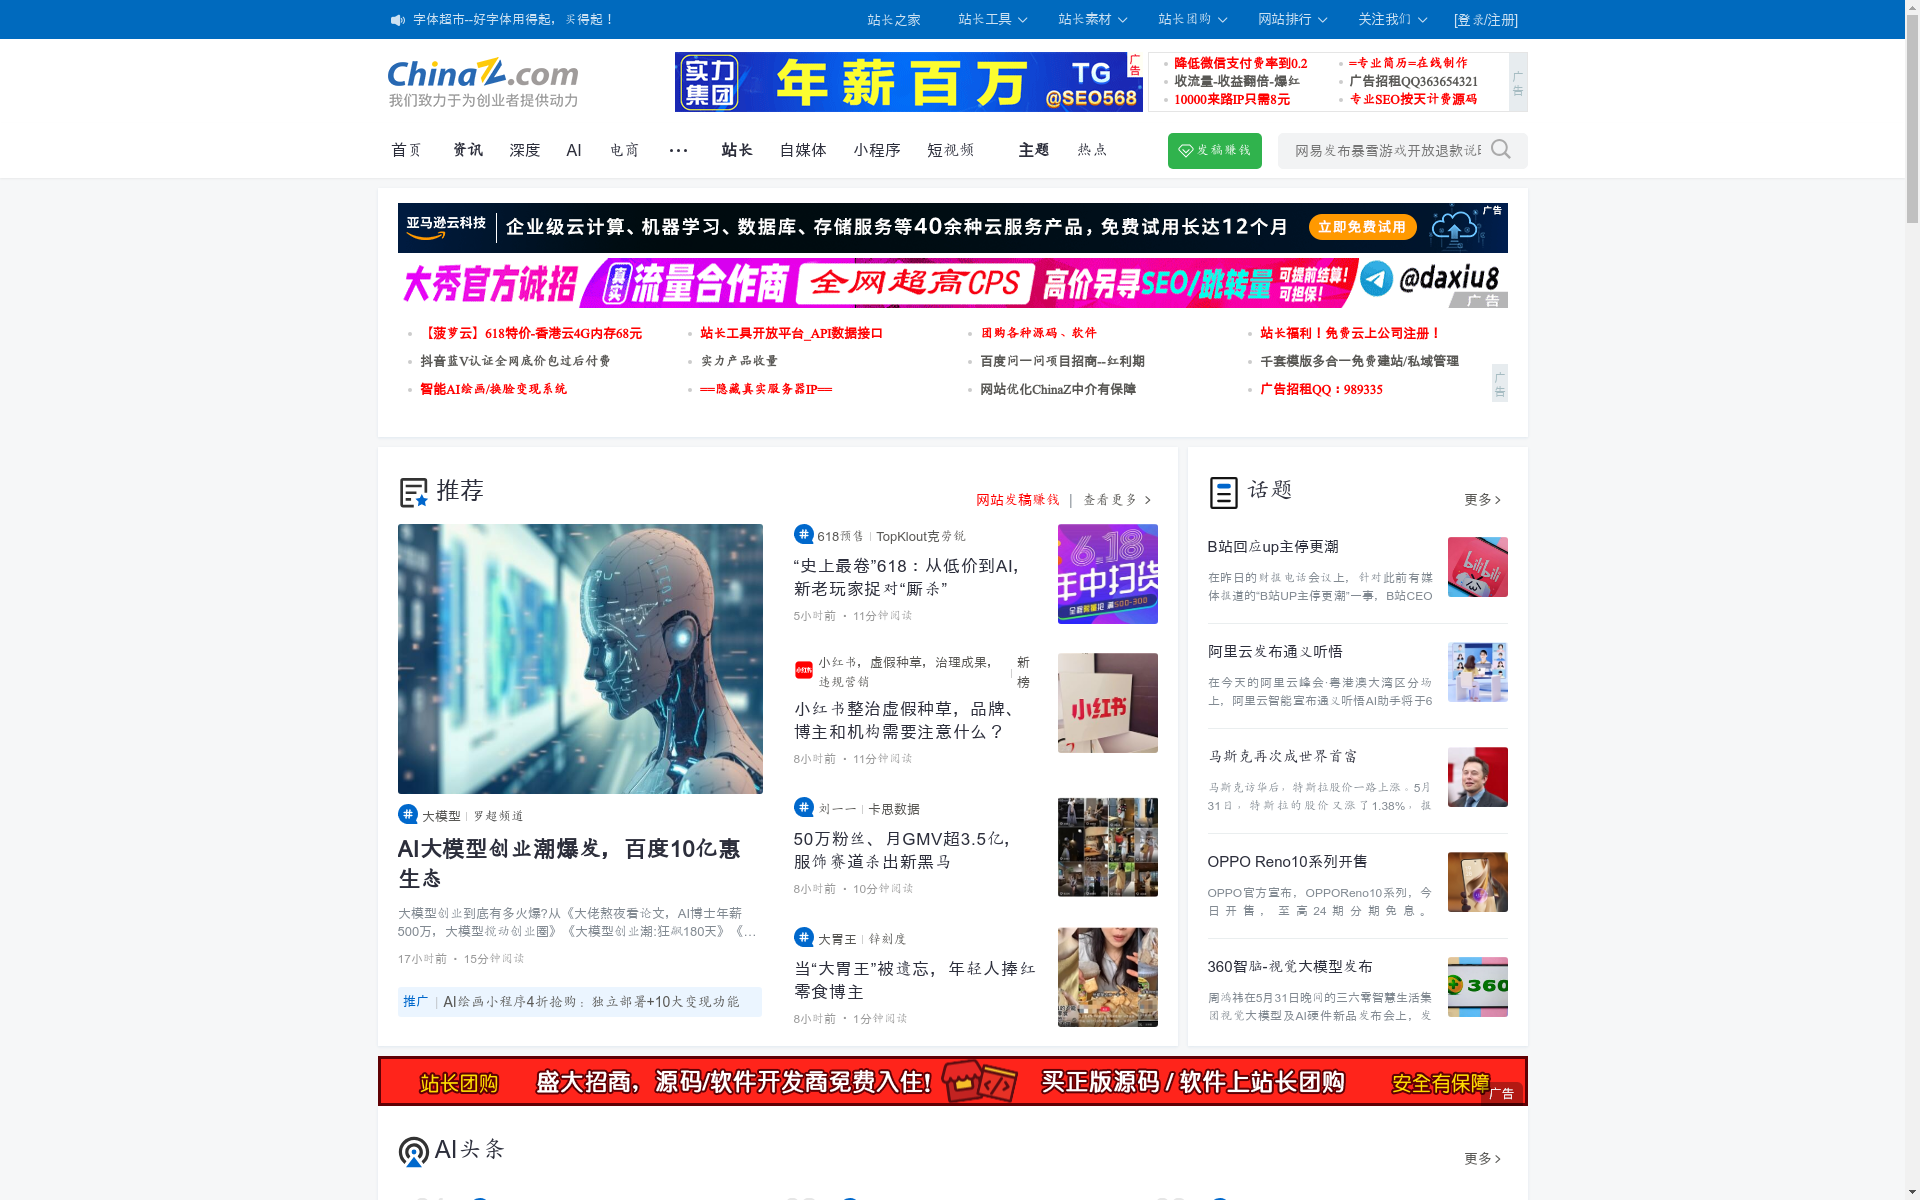 字体超市--好字体用得起，买得起！
站长之家
站长工具
站长素材
站长团购
网站排行
关注我们
[登录/注册]
ChinaZ.com
我们致力于为创业者提供动力
实力集团
年薪百万
TG
@SEO568
广告
降低微信支付费率到0.2
=专业简历=在线制作
收流量-收益翻倍-爆红
广告招租QQ363654321
10000来路IP只需8元
专业SEO按天计费源码
广告
首页
资讯
深度
AI
电商
···
站长
自媒体
小程序
短视频
主题
热点
发稿赚钱
网易发布暴雪游戏开放退款说
亚马逊云科技
企业级云计算、机器学习、数据库、存储服务等40余种云服务产品，免费试用长达12个月
立即免费试用
广告
大秀官方诚招
真实
流量合作商
全网超高CPS
高价另寻SEO/跳转量
可提前结算!
可担保!
@daxiu8
广告
【菠萝云】618特价-香港云4G内存68元
站长工具开放平台_API数据接口
团购各种源码、软件
站长福利！免费云上公司注册！
抖音蓝V认证全网底价包过后付费
实力产品收量
百度问一问项目招商--红利期
千套模版多合一免费建站/私域管理
智能AI绘画/换脸变现系统
==隐藏真实服务器IP==
网站优化ChinaZ中介有保障
广告招租QQ：989335
广告
推荐
网站发稿赚钱 | 查看更多 >
大模型 | 罗超频道
AI大模型创业潮爆发，百度10亿惠
生态
大模型创业到底有多火爆?从《大佬熬夜看论文，AI博士年薪
500万，大模型搅动创业圈》《大模型创业潮:狂飙180天》《...
17小时前 · 15分钟阅读
推广 | AI绘画小程序4折抢购：独立部署+10大变现功能
618预售 | TopKlout克劳锐
“史上最卷”618：从低价到AI，
新老玩家捉对“厮杀”
5小时前 · 11分钟阅读
6.18
年中扫货
小红书，虚假种草，治理成果，
违规营销
| 新榜
小红书整治虚假种草，品牌、
博主和机构需要注意什么？
8小时前 · 11分钟阅读
小红书
刘一一 | 卡思数据
50万粉丝、月GMV超3.5亿，
服饰赛道杀出新黑马
8小时前 · 10分钟阅读
大胃王 | 锌刻度
当“大胃王”被遗忘，年轻人捧红
零食博主
8小时前 · 1分钟阅读
话题
更多 >
B站回应up主停更潮
在昨日的财报电话会议上，针对此前有媒
体报道的“B站UP主停更潮”一事，B站CEO
bilibili
阿里云发布通义听悟
在今天的阿里云峰会·粤港澳大湾区分场
上，阿里云智能宣布通义听悟AI助手将于6
马斯克再次成世界首富
马斯克访华后，特斯拉股价一路上涨。5月
31日，特斯拉的股价又涨了1.38%，报
OPPO Reno10系列开售
OPPO官方宣布，OPPOReno10系列，今
日开售，至高24期分期免息。
360智脑-视觉大模型发布
周鸿祎在5月31日晚间的三六零智慧生活集
团视觉大模型及AI硬件新品发布会上，发
360
站长团购
盛大招商，源码/软件开发商免费入住!
买正版源码 / 软件上站长团购
安全有保障
广告
AI头条
更多 >